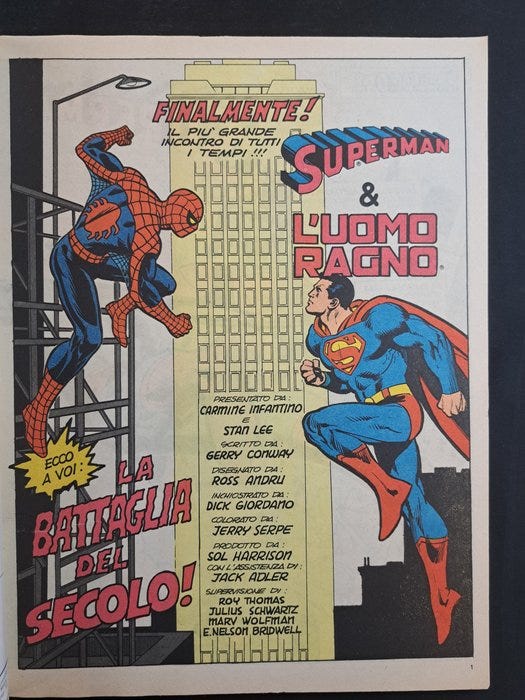 FINALMENTE!
IL PIU' GRANDE
INCONTRO DI TUTTI
I TEMPI !!!
SUPERMAN
&
L'UOMO
RAGNO
PRESENTATO DA:
CARMINE INFANTINO
E
STAN LEE
SCRITTO DA:
GERRY CONWAY
DISEGNATO DA:
ROSS ANDRU
INCHIOSTRATO DA:
DICK GIORDANO
COLORATO DA:
JERRY SERPE
PRODOTTO DA:
SOL HARRISON
CON L'ASSISTENZA DI:
JACK ADLER
SUPERVISIONE DI:
ROY THOMAS
JULIUS SCHWARTZ
MARV WOLFMAN
E. NELSON BRIDWELL
ECCO
A VOI:
LA
BATTAGLIA
DEL
SECOLO!
S
1